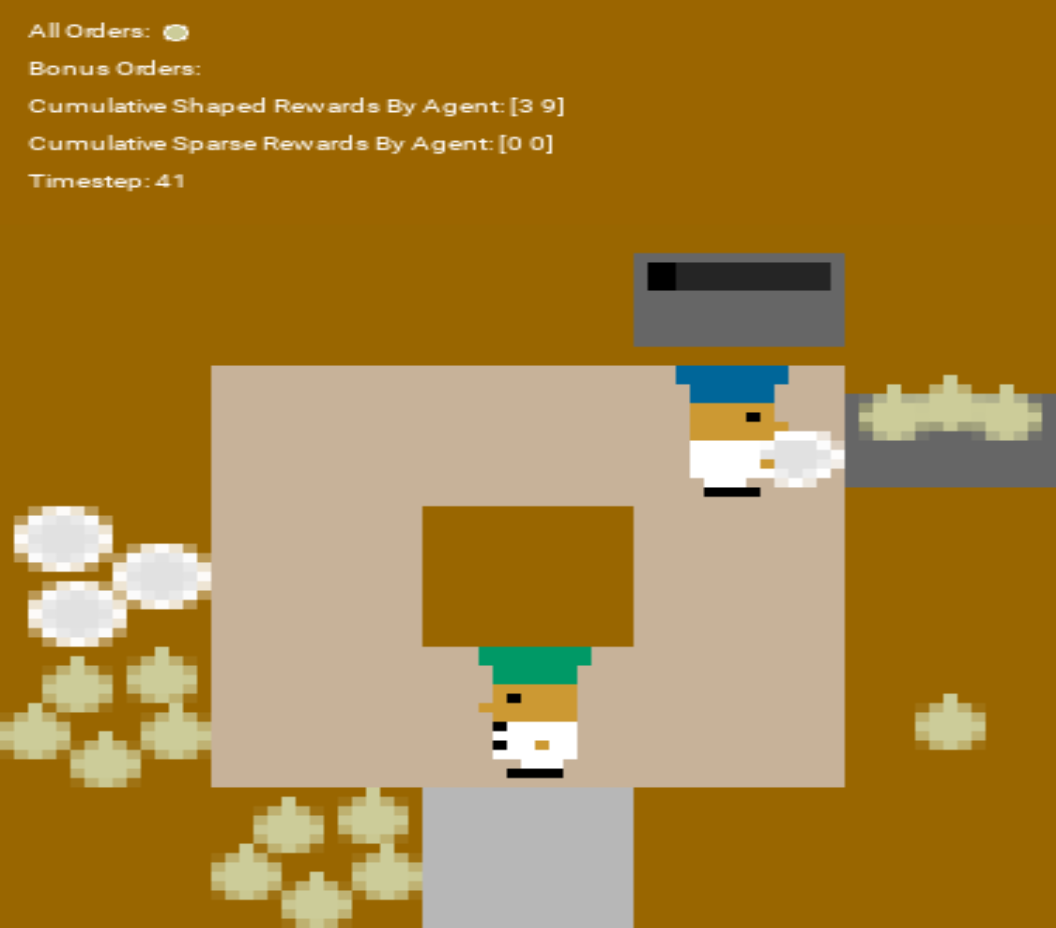 All Orders:
Bonus Orders:
Cumulative Shaped Rewards By Agent: [3 9]
Cumulative Sparse Rewards By Agent: [0 0]
Timestep: 41